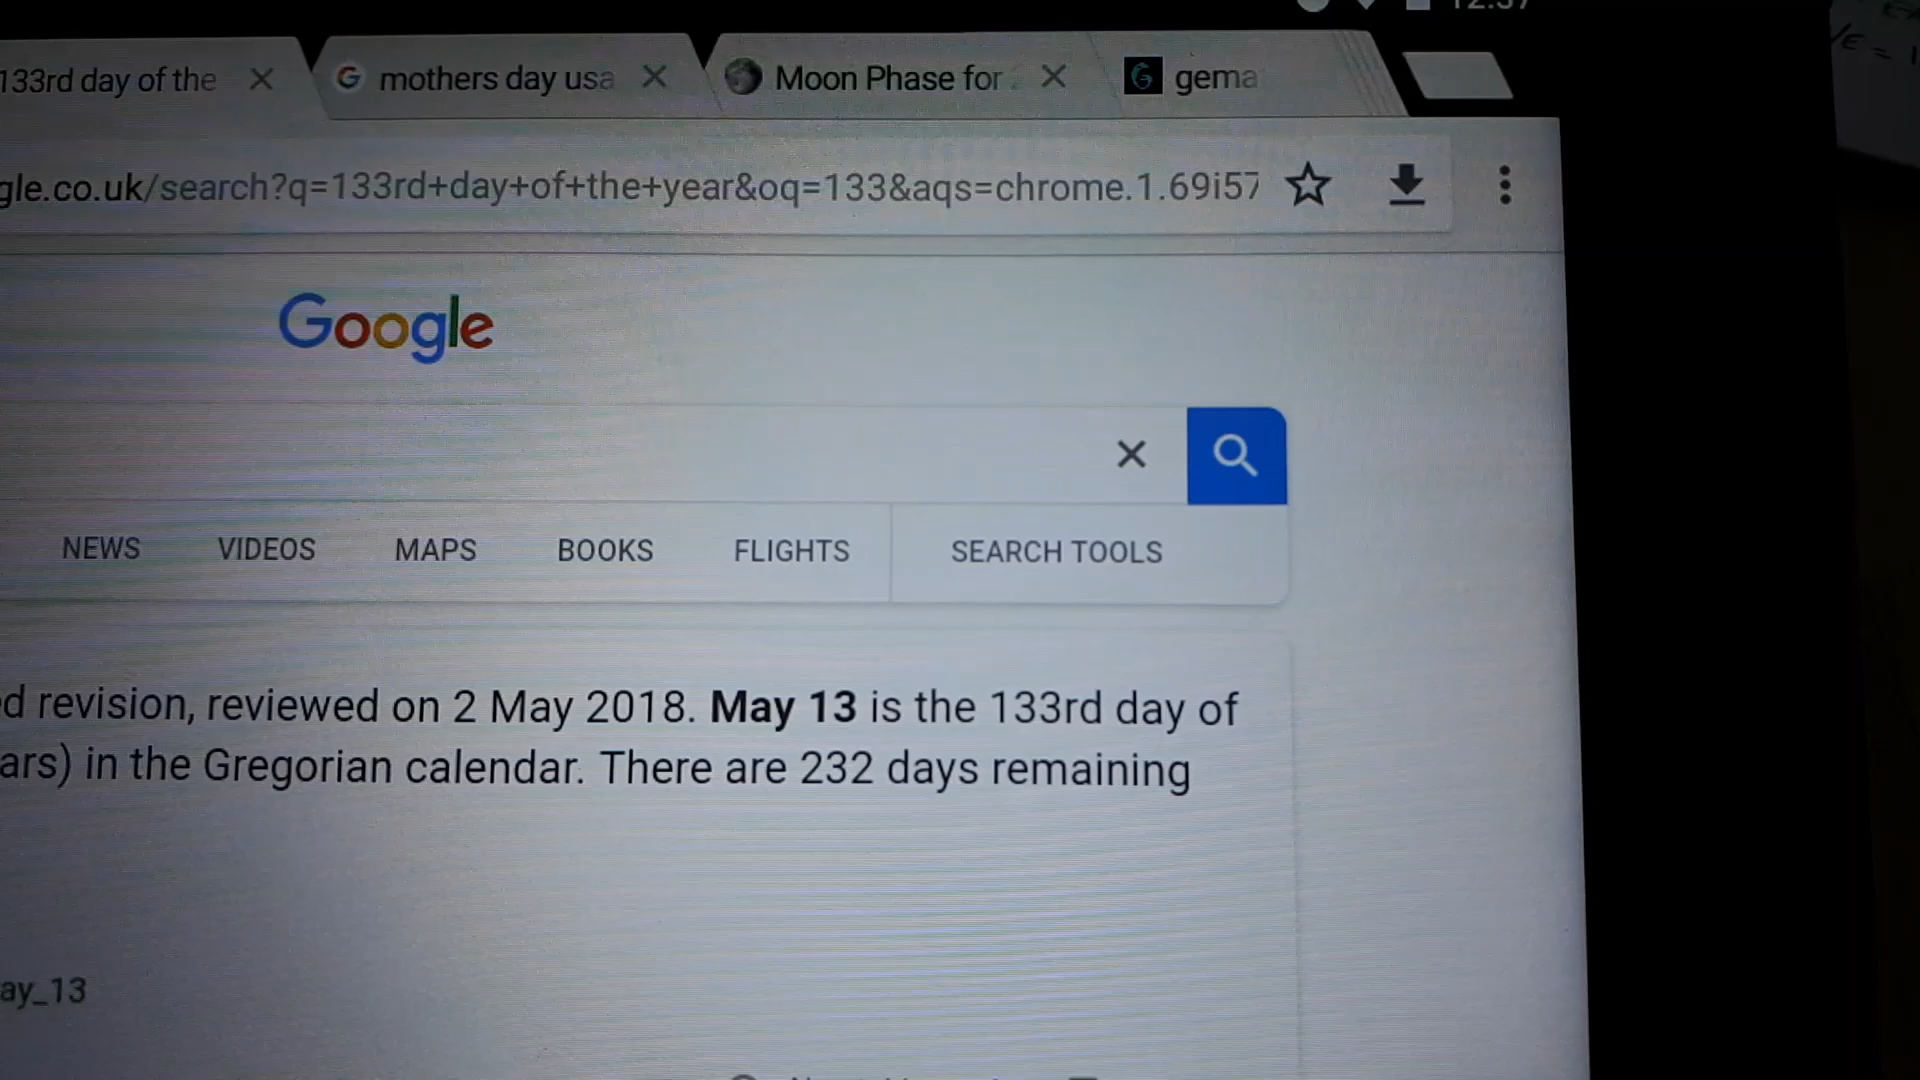 12:37
133rd day of the
mothers day usa
Moon Phase for
gema
gle.co.uk/search?q=133rd+day+of+the+year&oq=133&aqs=chrome.1.69i57
Google
NEWS VIDEOS MAPS BOOKS FLIGHTS SEARCH TOOLS
d revision, reviewed on 2 May 2018. May 13 is the 133rd day of
ars) in the Gregorian calendar. There are 232 days remaining
ay_13